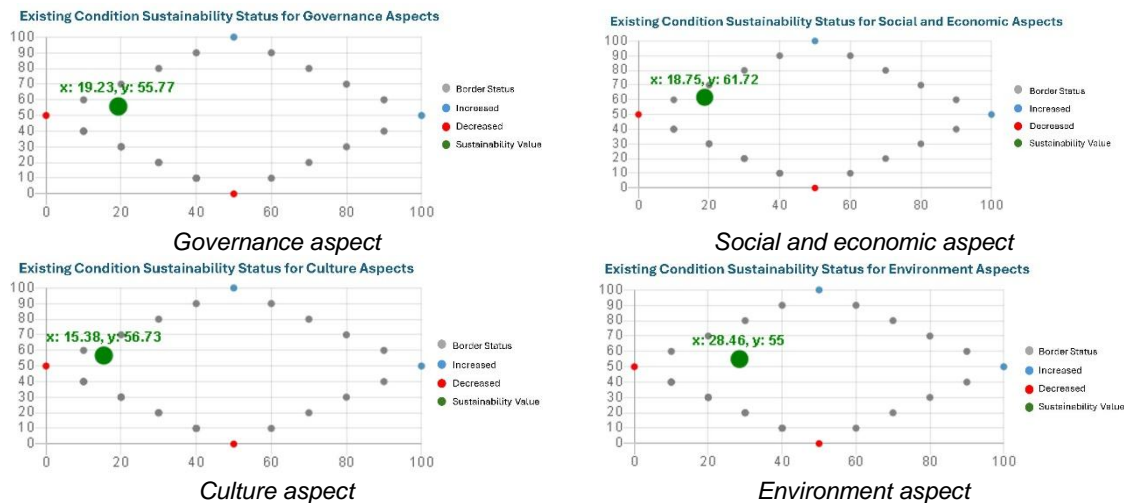 Existing Condition Sustainability Status for Governance Aspects
100
90
80
70
60
50
40
30
20
10
0
x: 19.23, y: 55.77
0 20 40 60 80 100
Border Status
Increased
Decreased
Sustainability Value
Governance aspect
Existing Condition Sustainability Status for Social and Economic Aspects
100
90
80
70
60
50
40
30
20
10
0
x: 18.75, y: 61.72
0 20 40 60 80 100
Border Status
Increased
Decreased
Sustainability Value
Social and economic aspect
Existing Condition Sustainability Status for Culture Aspects
100
90
80
70
60
50
40
30
20
10
0
x: 15.38, y: 56.73
0 20 40 60 80 100
Border Status
Increased
Decreased
Sustainability Value
Culture aspect
Existing Condition Sustainability Status for Environment Aspects
100
90
80
70
60
50
40
30
20
10
0
x: 28.46, y: 55
0 20 40 60 80 100
Border Status
Increased
Decreased
Sustainability Value
Environment aspect